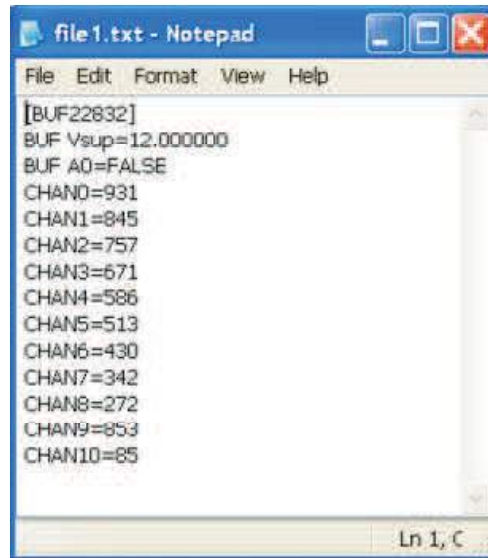 file1.txt - Notepad
File Edit Format View Help
[BUF22832]
BUF Vsup=12.000000
BUF A0=FALSE
CHAN0=931
CHAN1=845
CHAN2=757
CHAN3=671
CHAN4=586
CHAN5=513
CHAN6=430
CHAN7=342
CHAN8=272
CHAN9=853
CHAN10=85
Ln 1, C